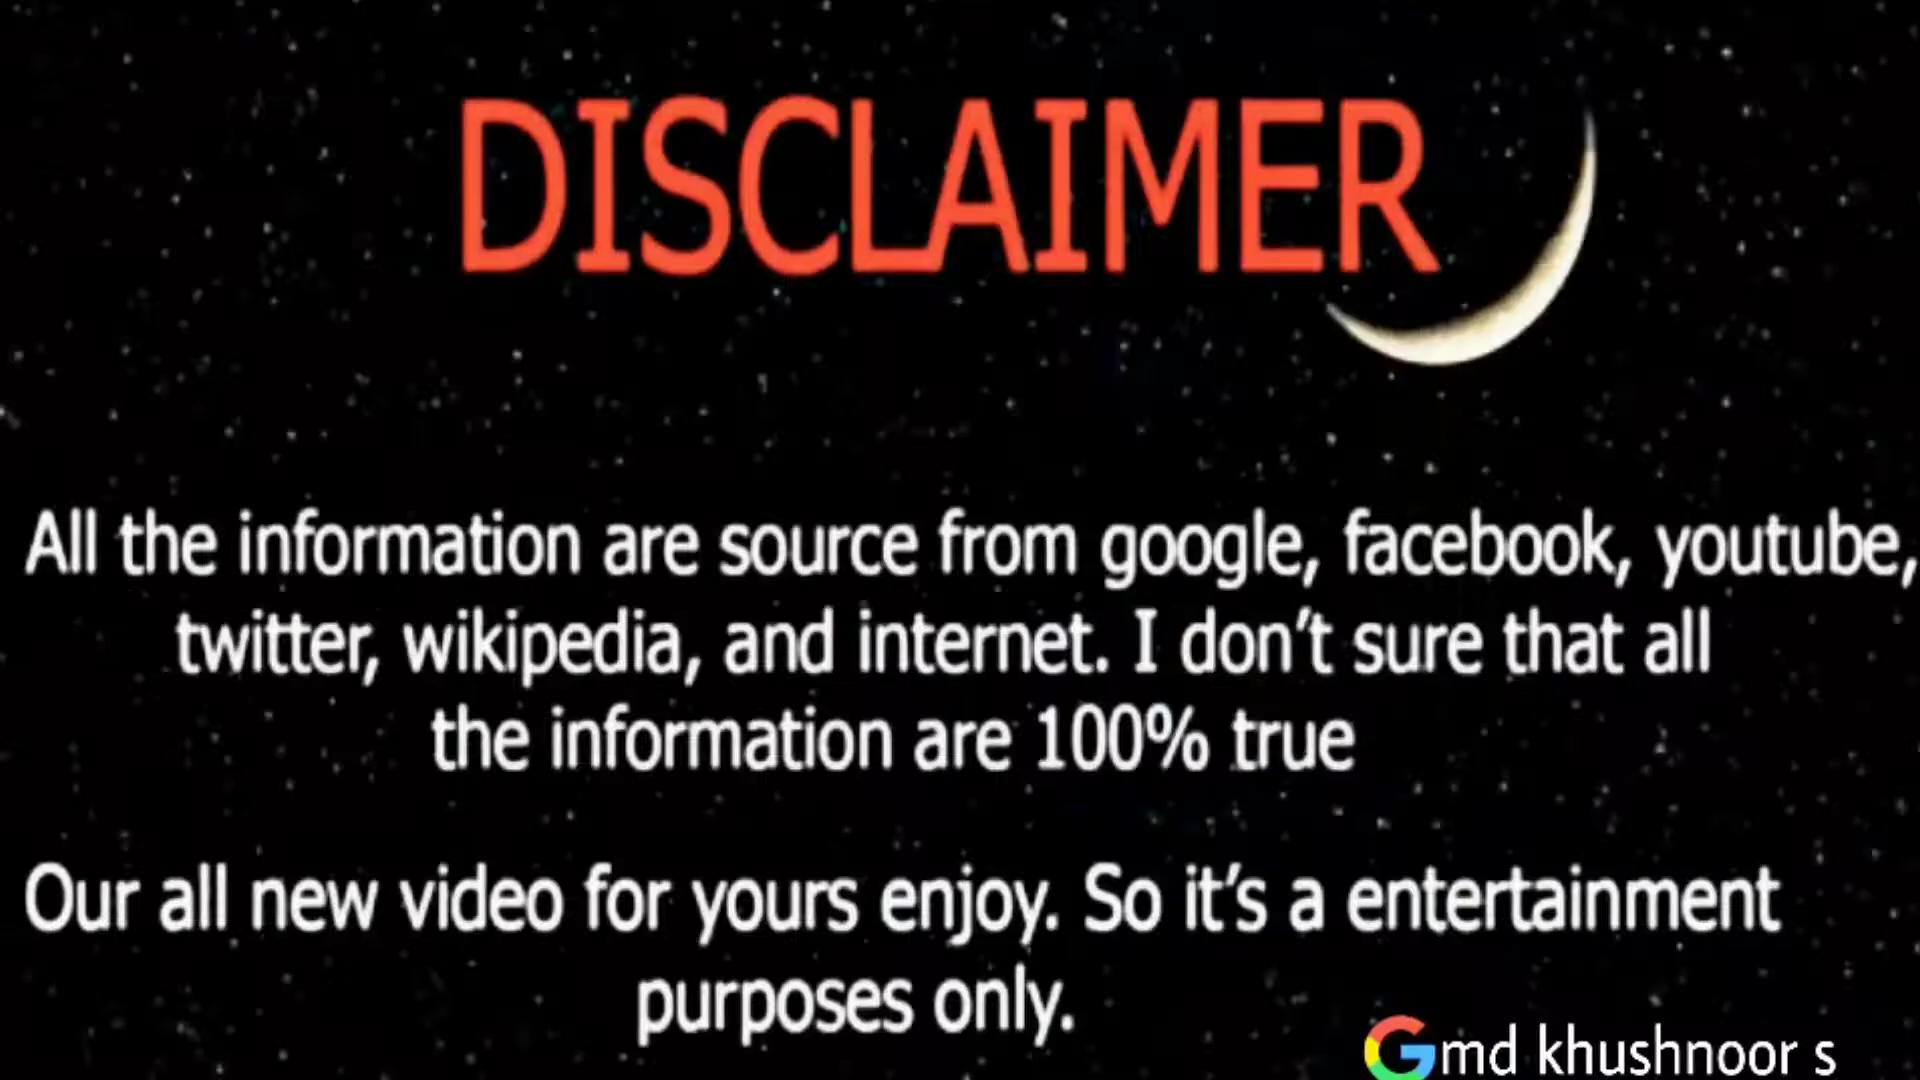 DISCLAIMER
All the information are source from google, facebook, youtube,
twitter, wikipedia, and internet. I don't sure that all
the information are 100% true
Our all new video for yours enjoy. So it's a entertainment
purposes only.
Gmd khushnoor s